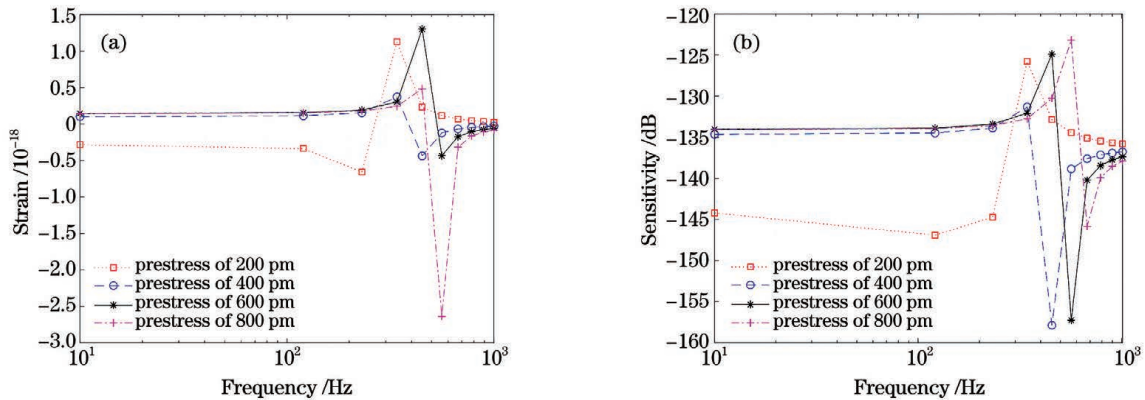 (a)
Strain /10⁻¹⁸
1.5
1.0
0.5
0
−0.5
−1.0
−1.5
−2.0
−2.5
−3.0
prestress of 200 pm
prestress of 400 pm
prestress of 600 pm
prestress of 800 pm
10¹
10²
10³
Frequency /Hz
(b)
Sensitivity /dB
−120
−125
−130
−135
−140
−145
−150
−155
−160
prestress of 200 pm
prestress of 400 pm
prestress of 600 pm
prestress of 800 pm
10¹
10²
10³
Frequency /Hz